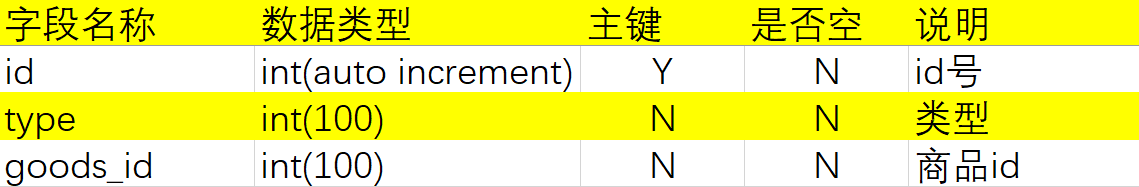 字段名称 数据类型 主键 是否空 说明
id int(auto increment) Y N id号
type int(100) N N 类型
goods_id int(100) N N 商品id